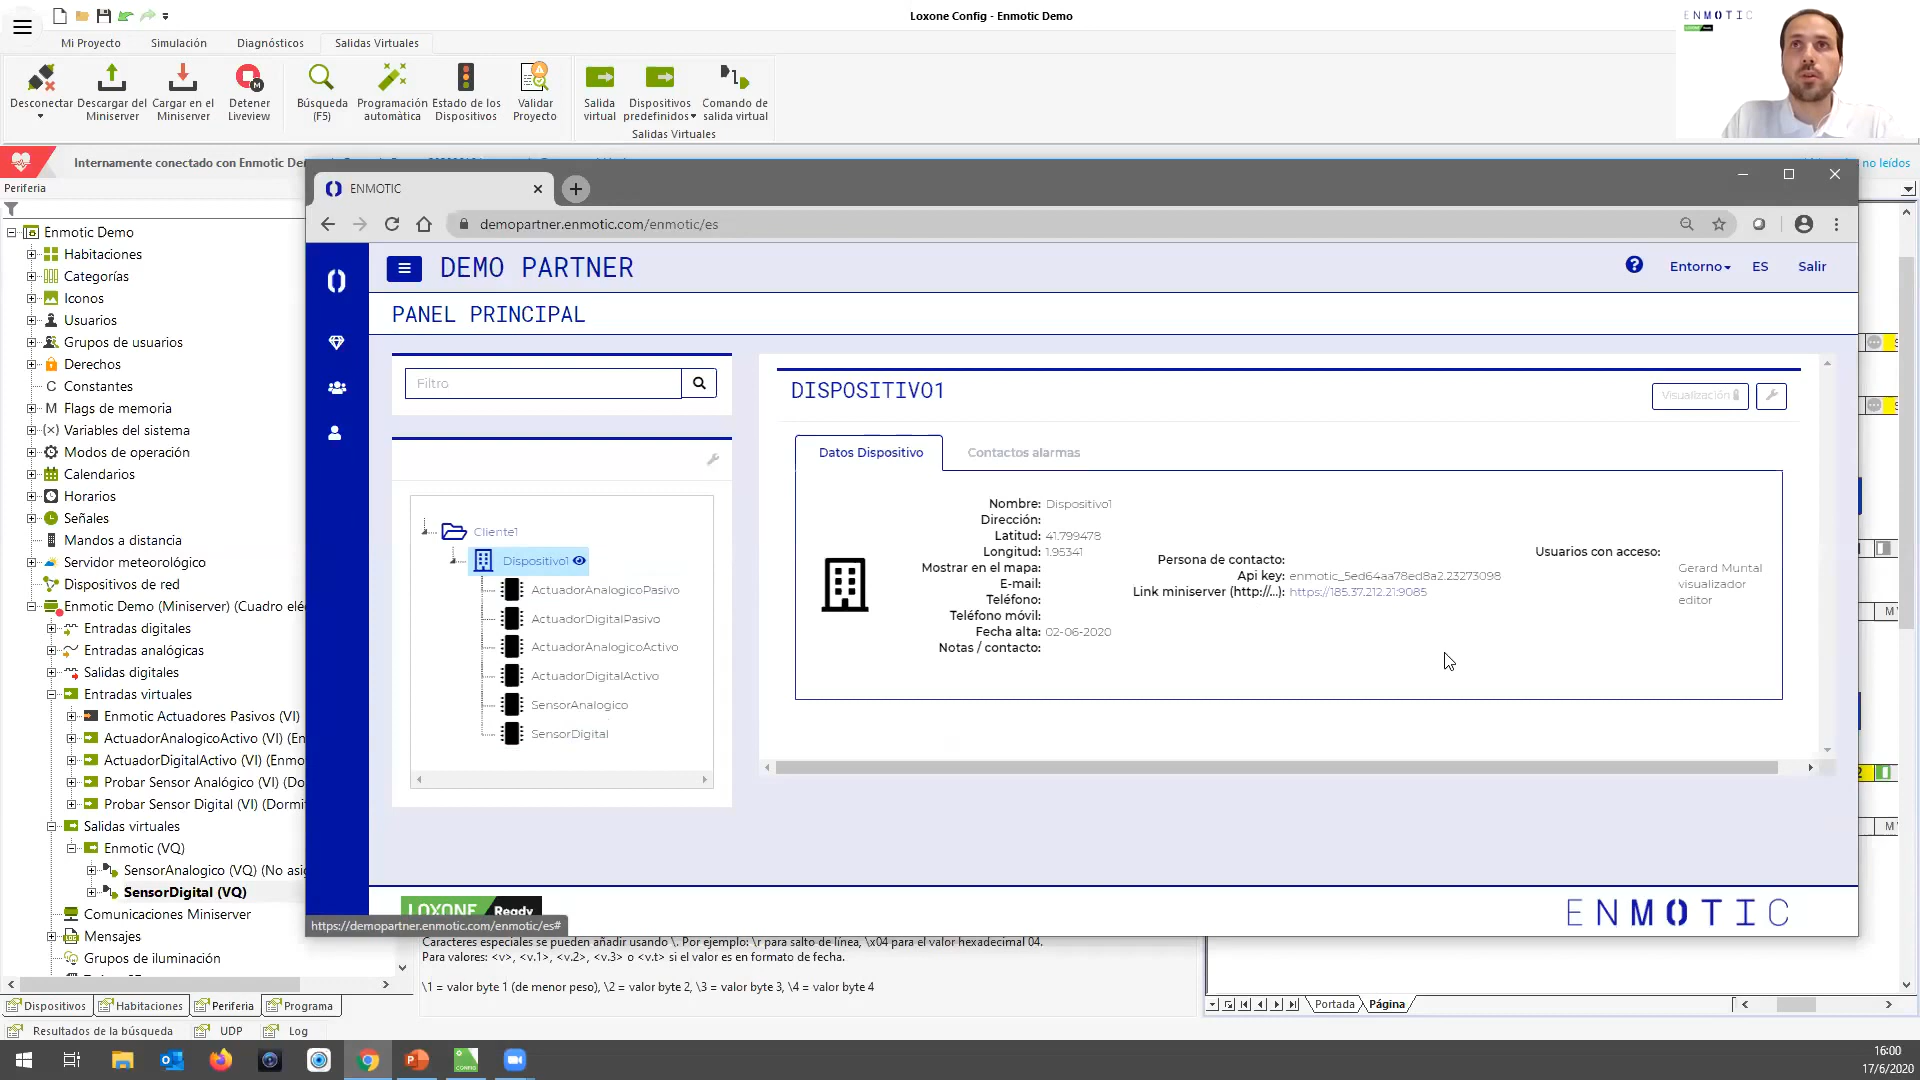 Loxone Config - Enmotic Demo
ENMOTIC
Mi Proyecto
Simulación
Diagnósticos
Salidas Virtuales
Desconectar
Descargar del Miniserver
Cargar en el Miniserver
Detener Liveview
Búsqueda (F5)
Programación automàtica
Estado de los Dispositivos
Validar Proyecto
Salida virtual
Dispositivos predefinidos
Comando de salida virtual
Salidas Virtuales
Internamente conectado con Enmotic
no leídos
Periferia
Enmotic Demo
Habitaciones
Categorías
Iconos
Usuarios
Grupos de usuarios
Derechos
C Constantes
M Flags de memoria
(x) Variables del sistema
Modos de operación
Calendarios
Horarios
Señales
Mandos a distancia
Servidor meteorológico
Dispositivos de red
Enmotic Demo (Miniserver) (Cuadro elé
Entradas digitales
Entradas analógicas
Salidas digitales
Entradas virtuales
Enmotic Actuadores Pasivos (VI)
ActuadorAnalogicoActivo (VI) (En
ActuadorDigitalActivo (VI) (Enmo
Probar Sensor Analógico (VI) (Do
Probar Sensor Digital (VI) (Dormi
Salidas virtuales
Enmotic (VQ)
SensorAnalogico (VQ) (No asig
SensorDigital (VQ)
Comunicaciones Miniserver
Mensajes
Grupos de iluminación
Dispositivos
Habitaciones
Periferia
Programa
Resultados de la búsqueda
UDP
Log
ENMOTIC
demopartner.enmotic.com/enmotic/es
DEMO PARTNER
Entorno
ES
Salir
PANEL PRINCIPAL
Filtro
Cliente1
Dispositivo1
ActuadorAnalogicoPasivo
ActuadorDigitalPasivo
ActuadorAnalogicoActivo
ActuadorDigitalActivo
SensorAnalogico
SensorDigital
DISPOSITIVO1
Visualización
Datos Dispositivo
Contactos alarmas
Nombre: Dispositivo1
Dirección:
Latitud: 41.799478
Longitud: 1.95341
Mostrar en el mapa:
E-mail:
Teléfono:
Teléfono móvil:
Fecha alta: 02-06-2020
Notas / contacto:
Persona de contacto:
Api key: enmotic_5ed64aa78ed8a2.23273098
Link miniserver (http://...): https://185.37.212.21:9085
Usuarios con acceso:
Gerard Muntal
visualizador
editor
LOXONE Ready
ENMOTIC
https://demopartner.enmotic.com/enmotic/es#
Caracteres especiales se pueden añadir usando \. Por ejemplo: \r para salto de línea, \x04 para el valor hexadecimal 04.
Para valores: <v>, <v.1>, <v.2>, <v.3> o <v.t> si el valor es en formato de fecha.
\1 = valor byte 1 (de menor peso), \2 = valor byte 2, \3 = valor byte 3, \4 = valor byte 4
Portada
Página
16:00
17/6/2020